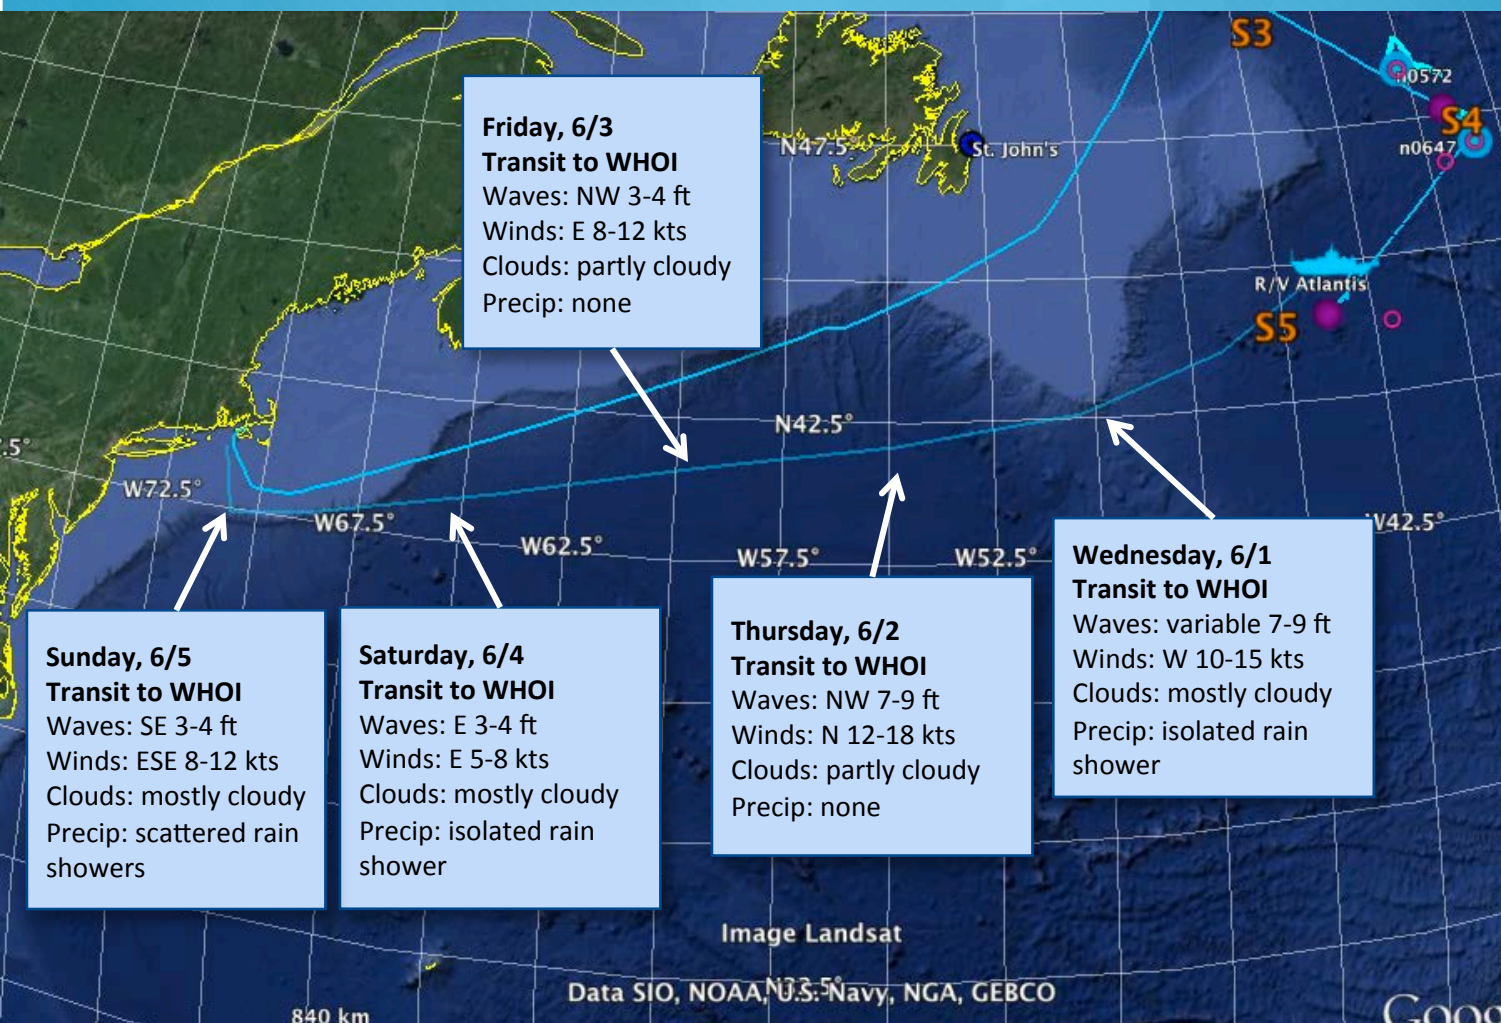 S3
n0572
S4
n0647
Friday, 6/3
Transit to WHOI
Waves: NW 3-4 ft
Winds: E 8-12 kts
Clouds: partly cloudy
Precip: none
N47.5°
St. John's
R/V Atlantis
S5
N42.5°
.5°
W72.5°
W67.5°
W62.5°
W57.5°
W52.5°
W42.5°
Sunday, 6/5
Transit to WHOI
Waves: SE 3-4 ft
Winds: ESE 8-12 kts
Clouds: mostly cloudy
Precip: scattered rain
showers
Saturday, 6/4
Transit to WHOI
Waves: E 3-4 ft
Winds: E 5-8 kts
Clouds: mostly cloudy
Precip: isolated rain
shower
Thursday, 6/2
Transit to WHOI
Waves: NW 7-9 ft
Winds: N 12-18 kts
Clouds: partly cloudy
Precip: none
Wednesday, 6/1
Transit to WHOI
Waves: variable 7-9 ft
Winds: W 10-15 kts
Clouds: mostly cloudy
Precip: isolated rain
shower
Image Landsat
Data SIO, NOAA, U.S. Navy, NGA, GEBCO
840 km
Goog